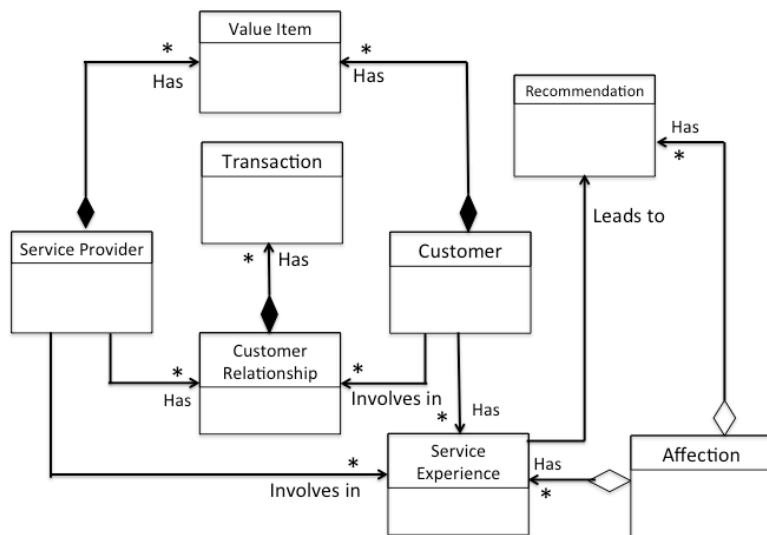 Value Item
*
Has
*
Has
Recommendation
Transaction
Has
*
Leads to
Service Provider
*
Has
Customer
Customer
Relationship
*
Has
*
Involves in
*
Has
Service
Experience
*
Involves in
Has
*
Affection